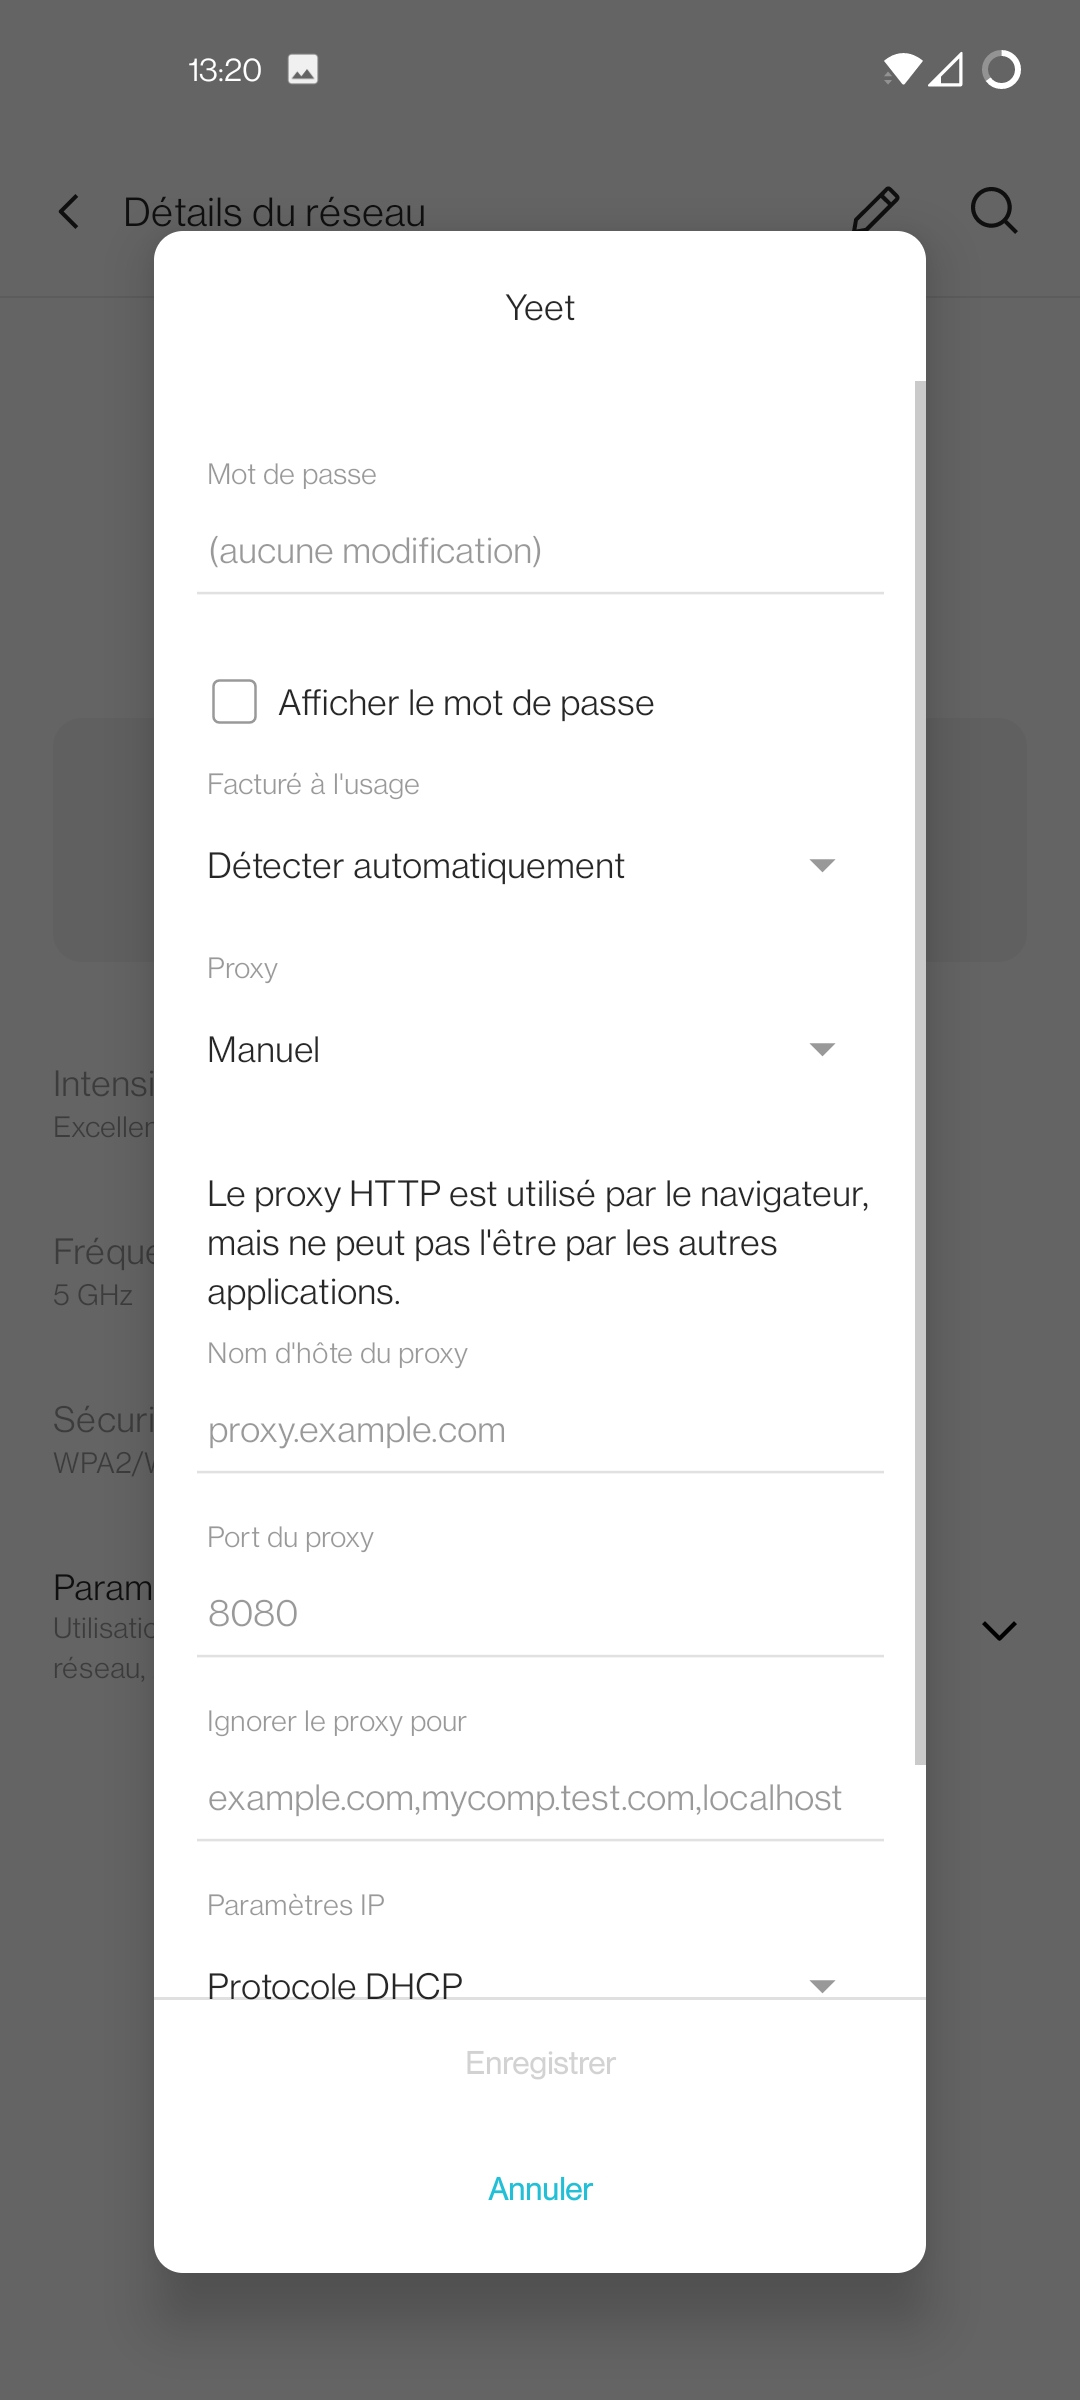 13:20
Détails du réseau
Yeet
Mot de passe
(aucune modification)
Afficher le mot de passe
Facturé à l'usage
Détecter automatiquement
Proxy
Manuel
Intensi
Excellen
Le proxy HTTP est utilisé par le navigateur,
mais ne peut pas l'être par les autres
applications.
Fréque
5 GHz
Nom d'hôte du proxy
proxy.example.com
Sécuri
WPA2/W
Port du proxy
8080
Param
Utilisatio
réseau,
Ignorer le proxy pour
example.com,mycomp.test.com,localhost
Paramètres IP
Protocole DHCP
Enregistrer
Annuler